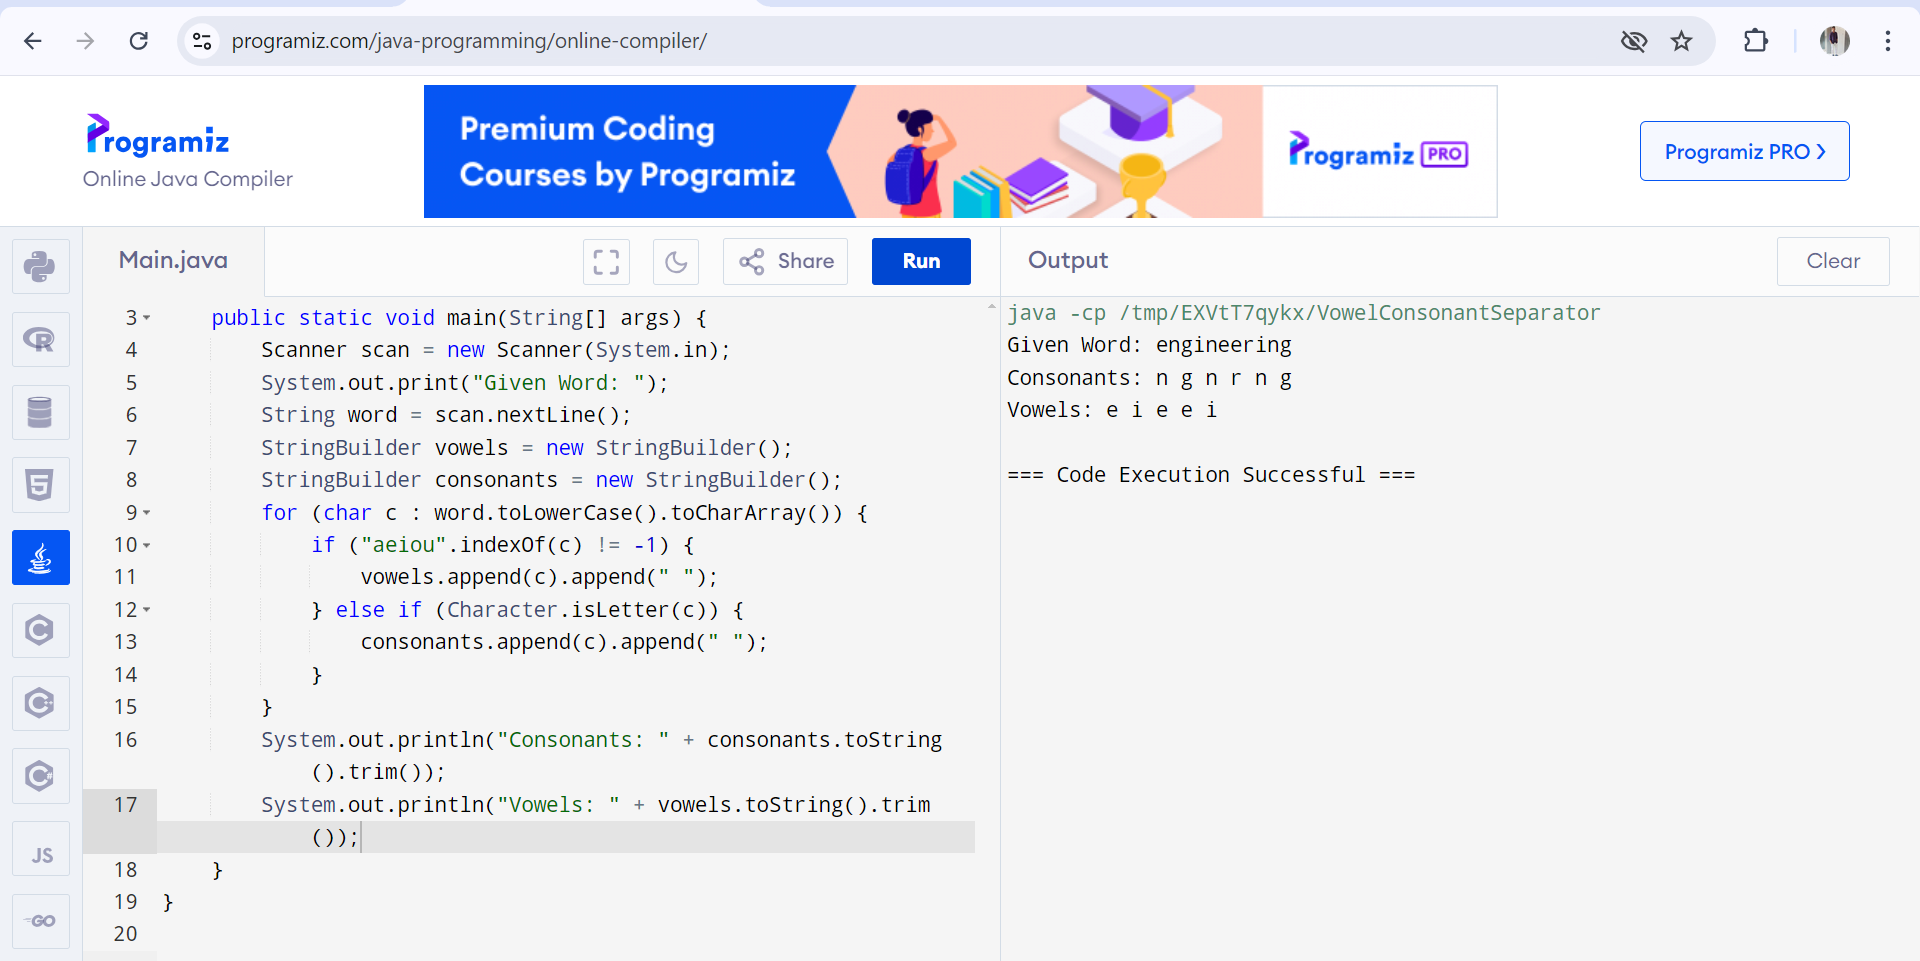 programiz.com/java-programming/online-compiler/
Programiz
Online Java Compiler
Premium Coding
Courses by Programiz
Programiz PRO
Programiz PRO ›
Main.java
Share
Run
Output
Clear
3 public static void main(String[] args) {
4 Scanner scan = new Scanner(System.in);
5 System.out.print("Given Word: ");
6 String word = scan.nextLine();
7 StringBuilder vowels = new StringBuilder();
8 StringBuilder consonants = new StringBuilder();
9 for (char c : word.toLowerCase().toCharArray()) {
10 if ("aeiou".indexOf(c) != -1) {
11 vowels.append(c).append(" ");
12 } else if (Character.isLetter(c)) {
13 consonants.append(c).append(" ");
14 }
15 }
16 System.out.println("Consonants: " + consonants.toString
().trim());
17 System.out.println("Vowels: " + vowels.toString().trim
());
18 }
19 }
20
java -cp /tmp/EXVtT7qykx/VowelConsonantSeparator
Given Word: engineering
Consonants: n g n r n g
Vowels: e i e e i
=== Code Execution Successful ===
R
5
C
C++
C#
JS
GO